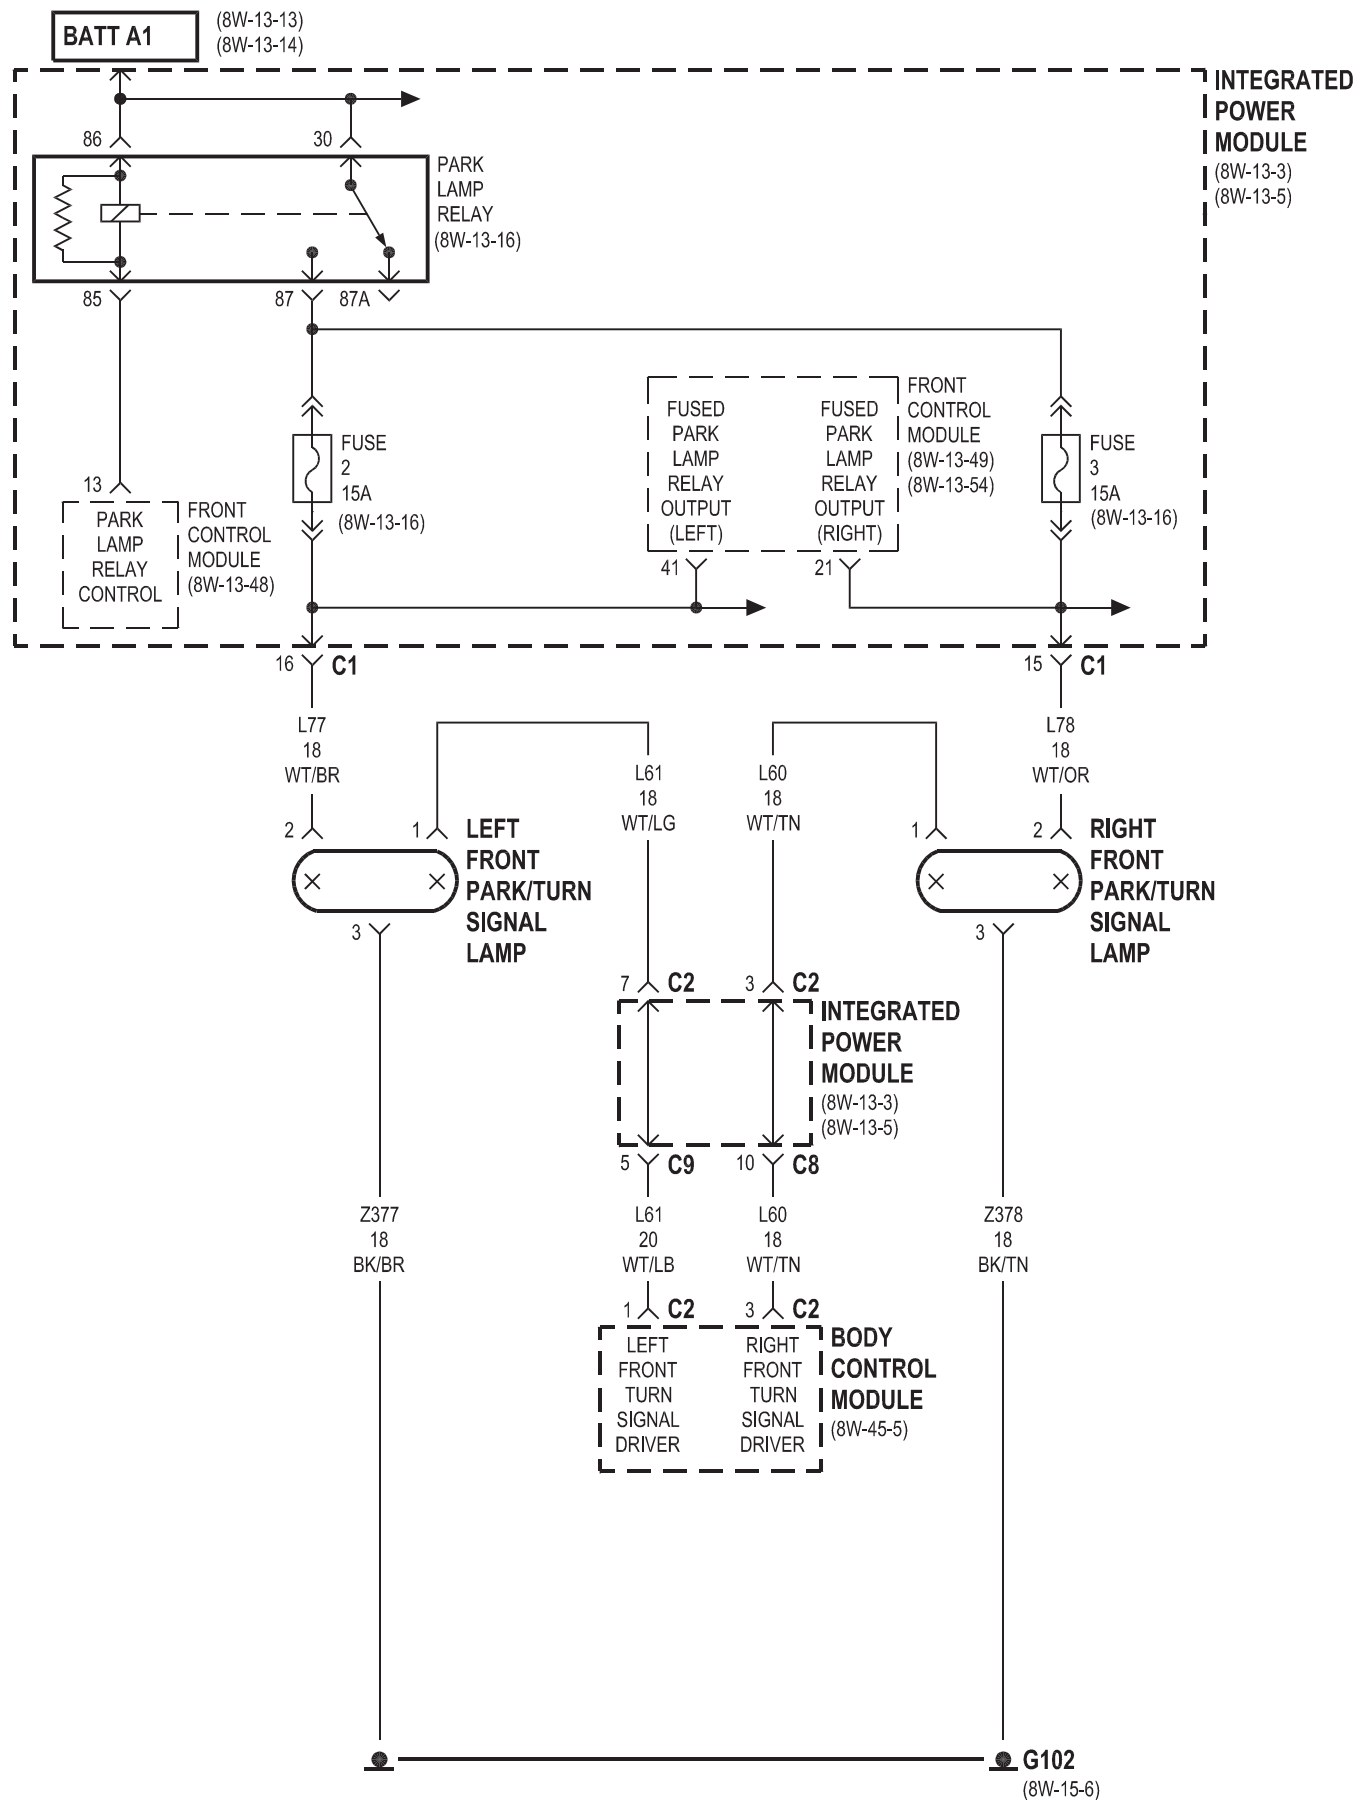 BATT A1
(8W-13-13)
(8W-13-14)
INTEGRATED
POWER
MODULE
(8W-13-3)
(8W-13-5)
86
30
PARK
LAMP
RELAY
(8W-13-16)
85
87
87A
FUSE
2
15A
(8W-13-16)
FUSED
PARK
LAMP
RELAY
OUTPUT
(LEFT)
FUSED
PARK
LAMP
RELAY
OUTPUT
(RIGHT)
FRONT
CONTROL
MODULE
(8W-13-49)
(8W-13-54)
FUSE
3
15A
(8W-13-16)
13
PARK
LAMP
RELAY
CONTROL
FRONT
CONTROL
MODULE
(8W-13-48)
41
21
16
C1
15
C1
L77
18
WT/BR
L61
18
WT/LG
L60
18
WT/TN
L78
18
WT/OR
2
1
LEFT
FRONT
PARK/TURN
SIGNAL
LAMP
1
2
RIGHT
FRONT
PARK/TURN
SIGNAL
LAMP
3
3
7
C2
3
C2
INTEGRATED
POWER
MODULE
(8W-13-3)
(8W-13-5)
5
C9
10
C8
Z377
18
BK/BR
L61
20
WT/LB
L60
18
WT/TN
Z378
18
BK/TN
1
C2
3
C2
LEFT
FRONT
TURN
SIGNAL
DRIVER
RIGHT
FRONT
TURN
SIGNAL
DRIVER
BODY
CONTROL
MODULE
(8W-45-5)
G102
(8W-15-6)